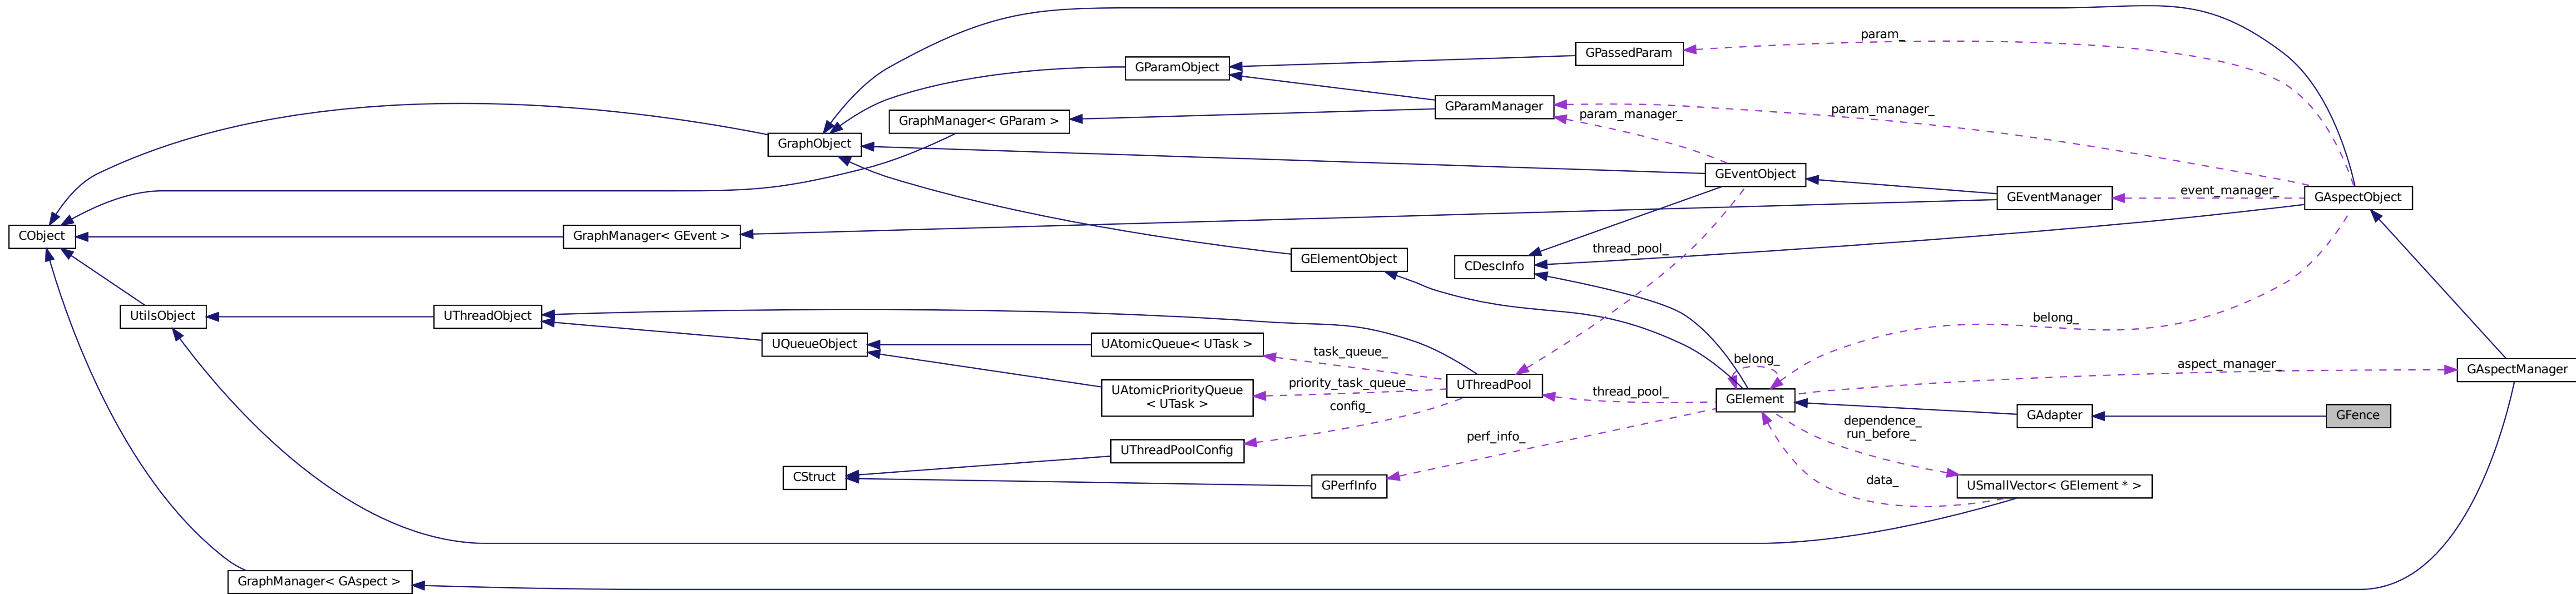 param_
GPassedParam
GParamObject
GParamManager
param_manager_
param_manager_
GraphManager< GParam >
GraphObject
GEventObject
GEventManager
event_manager_
GAspectObject
CObject
GraphManager< GEvent >
thread_pool_
GElementObject
CDescInfo
UtilsObject
UThreadObject
belong_
UQueueObject
UAtomicQueue< UTask >
task_queue_
belong_
aspect_manager_
GAspectManager
UAtomicPriorityQueue
< UTask >
priority_task_queue_
UThreadPool
thread_pool_
GElement
config_
GAdapter
GFence
dependence_
run_before_
perf_info_
UThreadPoolConfig
CStruct
GPerfInfo
data_
USmallVector< GElement * >
GraphManager< GAspect >